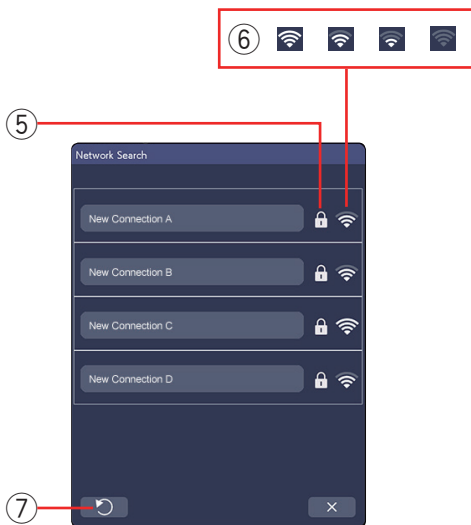 ⑥
⑤
Network Search
New Connection A
New Connection B
New Connection C
New Connection D
⑦